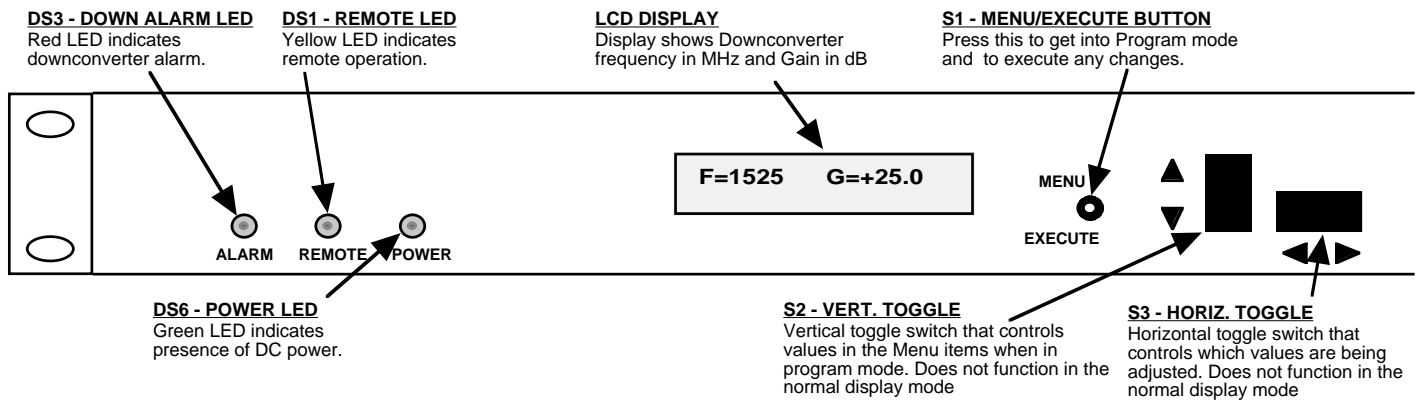 DS3 - DOWN ALARM LED
Red LED indicates
downconverter alarm.
DS1 - REMOTE LED
Yellow LED indicates
remote operation.
LCD DISPLAY
Display shows Downconverter
frequency in MHz and Gain in dB
S1 - MENU/EXECUTE BUTTON
Press this to get into Program mode
and  to execute any changes.
F=1525 G=+25.0
MENU
EXECUTE
ALARM
REMOTE
POWER
DS6 - POWER LED
Green LED indicates
presence of DC power.
S2 - VERT. TOGGLE
Vertical toggle switch that controls
values in the Menu items when in
program mode. Does not function in the
normal display mode
S3 - HORIZ. TOGGLE
Horizontal toggle switch that
controls which values are being
adjusted. Does not function in the
normal display mode